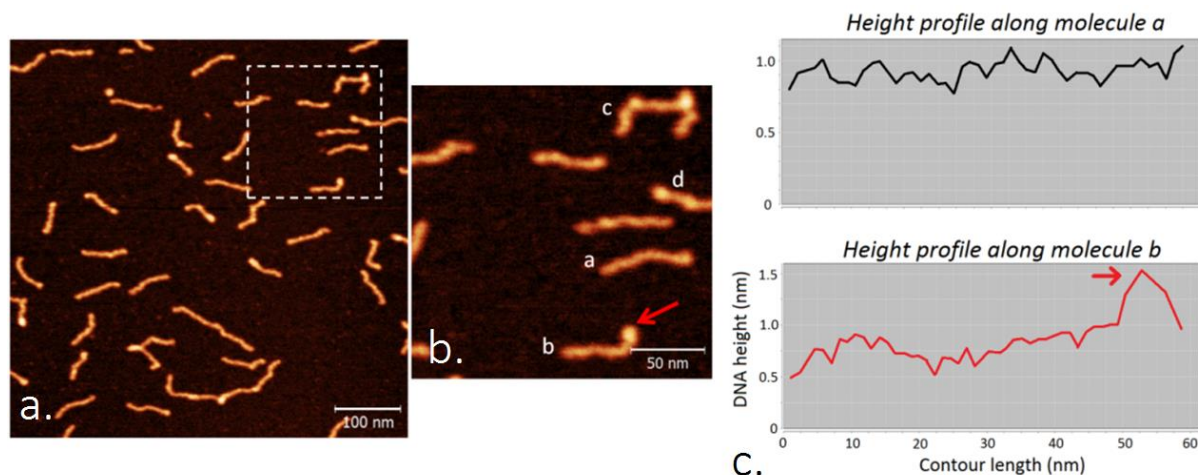 a.
100 nm
c
d
a
b
b.
50 nm
Height profile along molecule a
1.0
0.5
0
Height profile along molecule b
1.5
1.0
0.5
0
DNA height (nm)
0 10 20 30 40 50 60
Contour length (nm)
c.